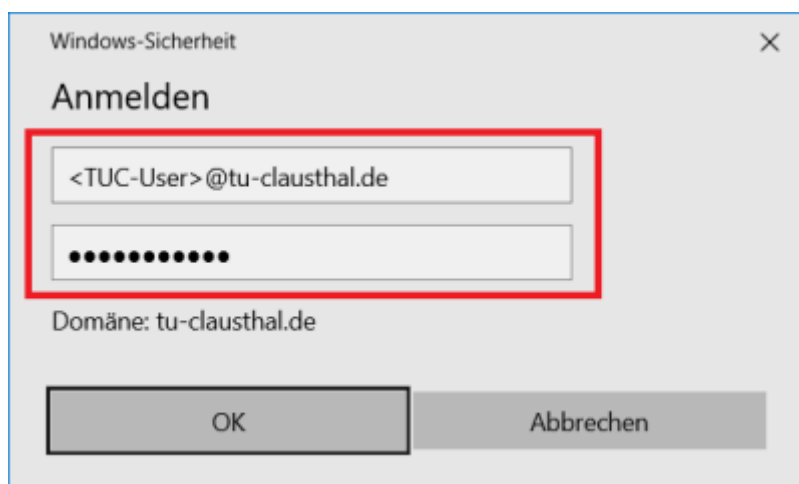 Windows-Sicherheit
Anmelden
<TUC-User>@tu-clausthal.de
●●●●●●●●●●●
Domäne: tu-clausthal.de
OK
Abbrechen